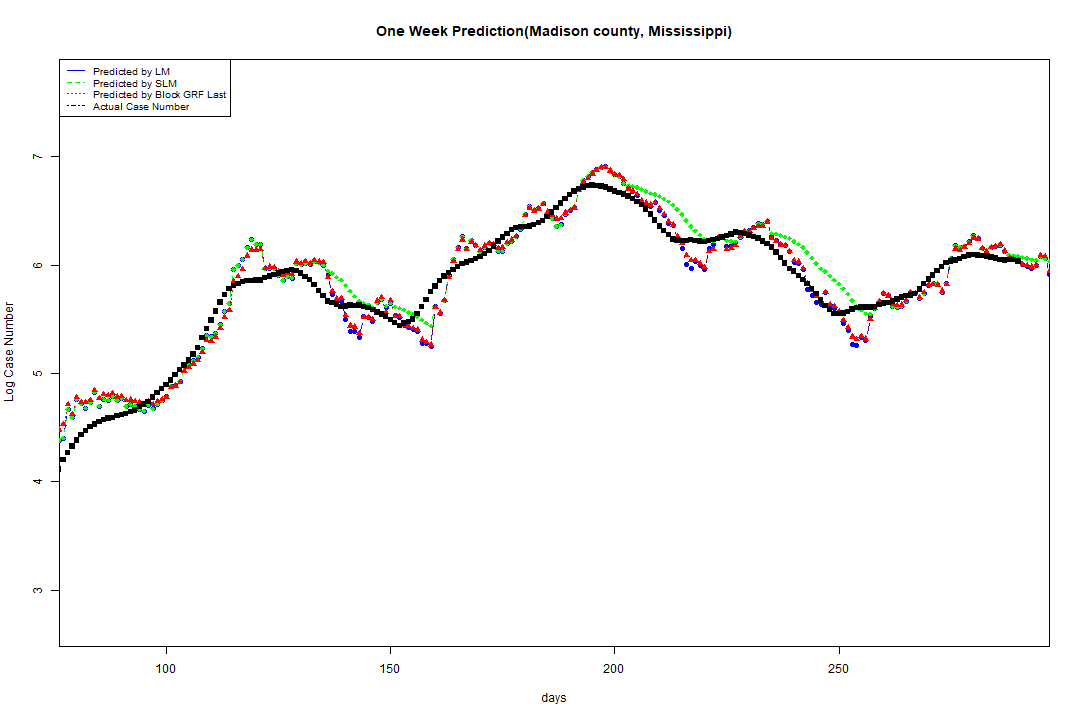 One Week Prediction(Madison county, Mississippi)
Predicted by LM
Predicted by SLM
Predicted by Block GRF Last
Actual Case Number
Log Case Number
7
6
5
4
3
100 150 200 250
days